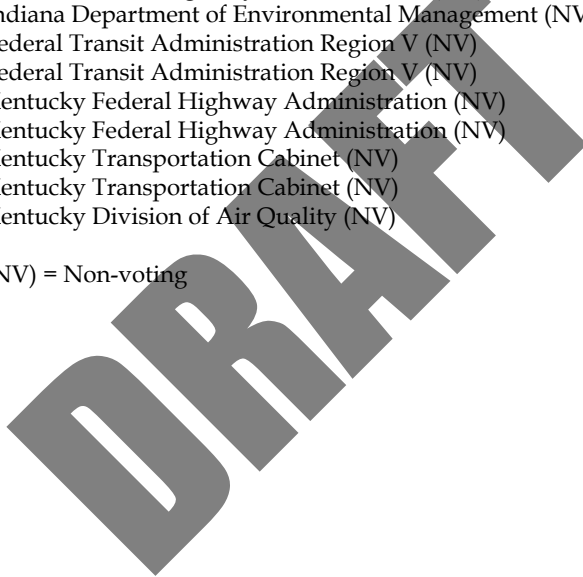 ndiana Department of Environmental Management (NV
ederal Transit Administration Region V (NV)
ederal Transit Administration Region V (NV)
entucky Federal Highway Administration (NV)
entucky Federal Highway Administration (NV)
entucky Transportation Cabinet (NV)
entucky Transportation Cabinet (NV)
entucky Division of Air Quality (NV)
NV) = Non-voting
DRAFT